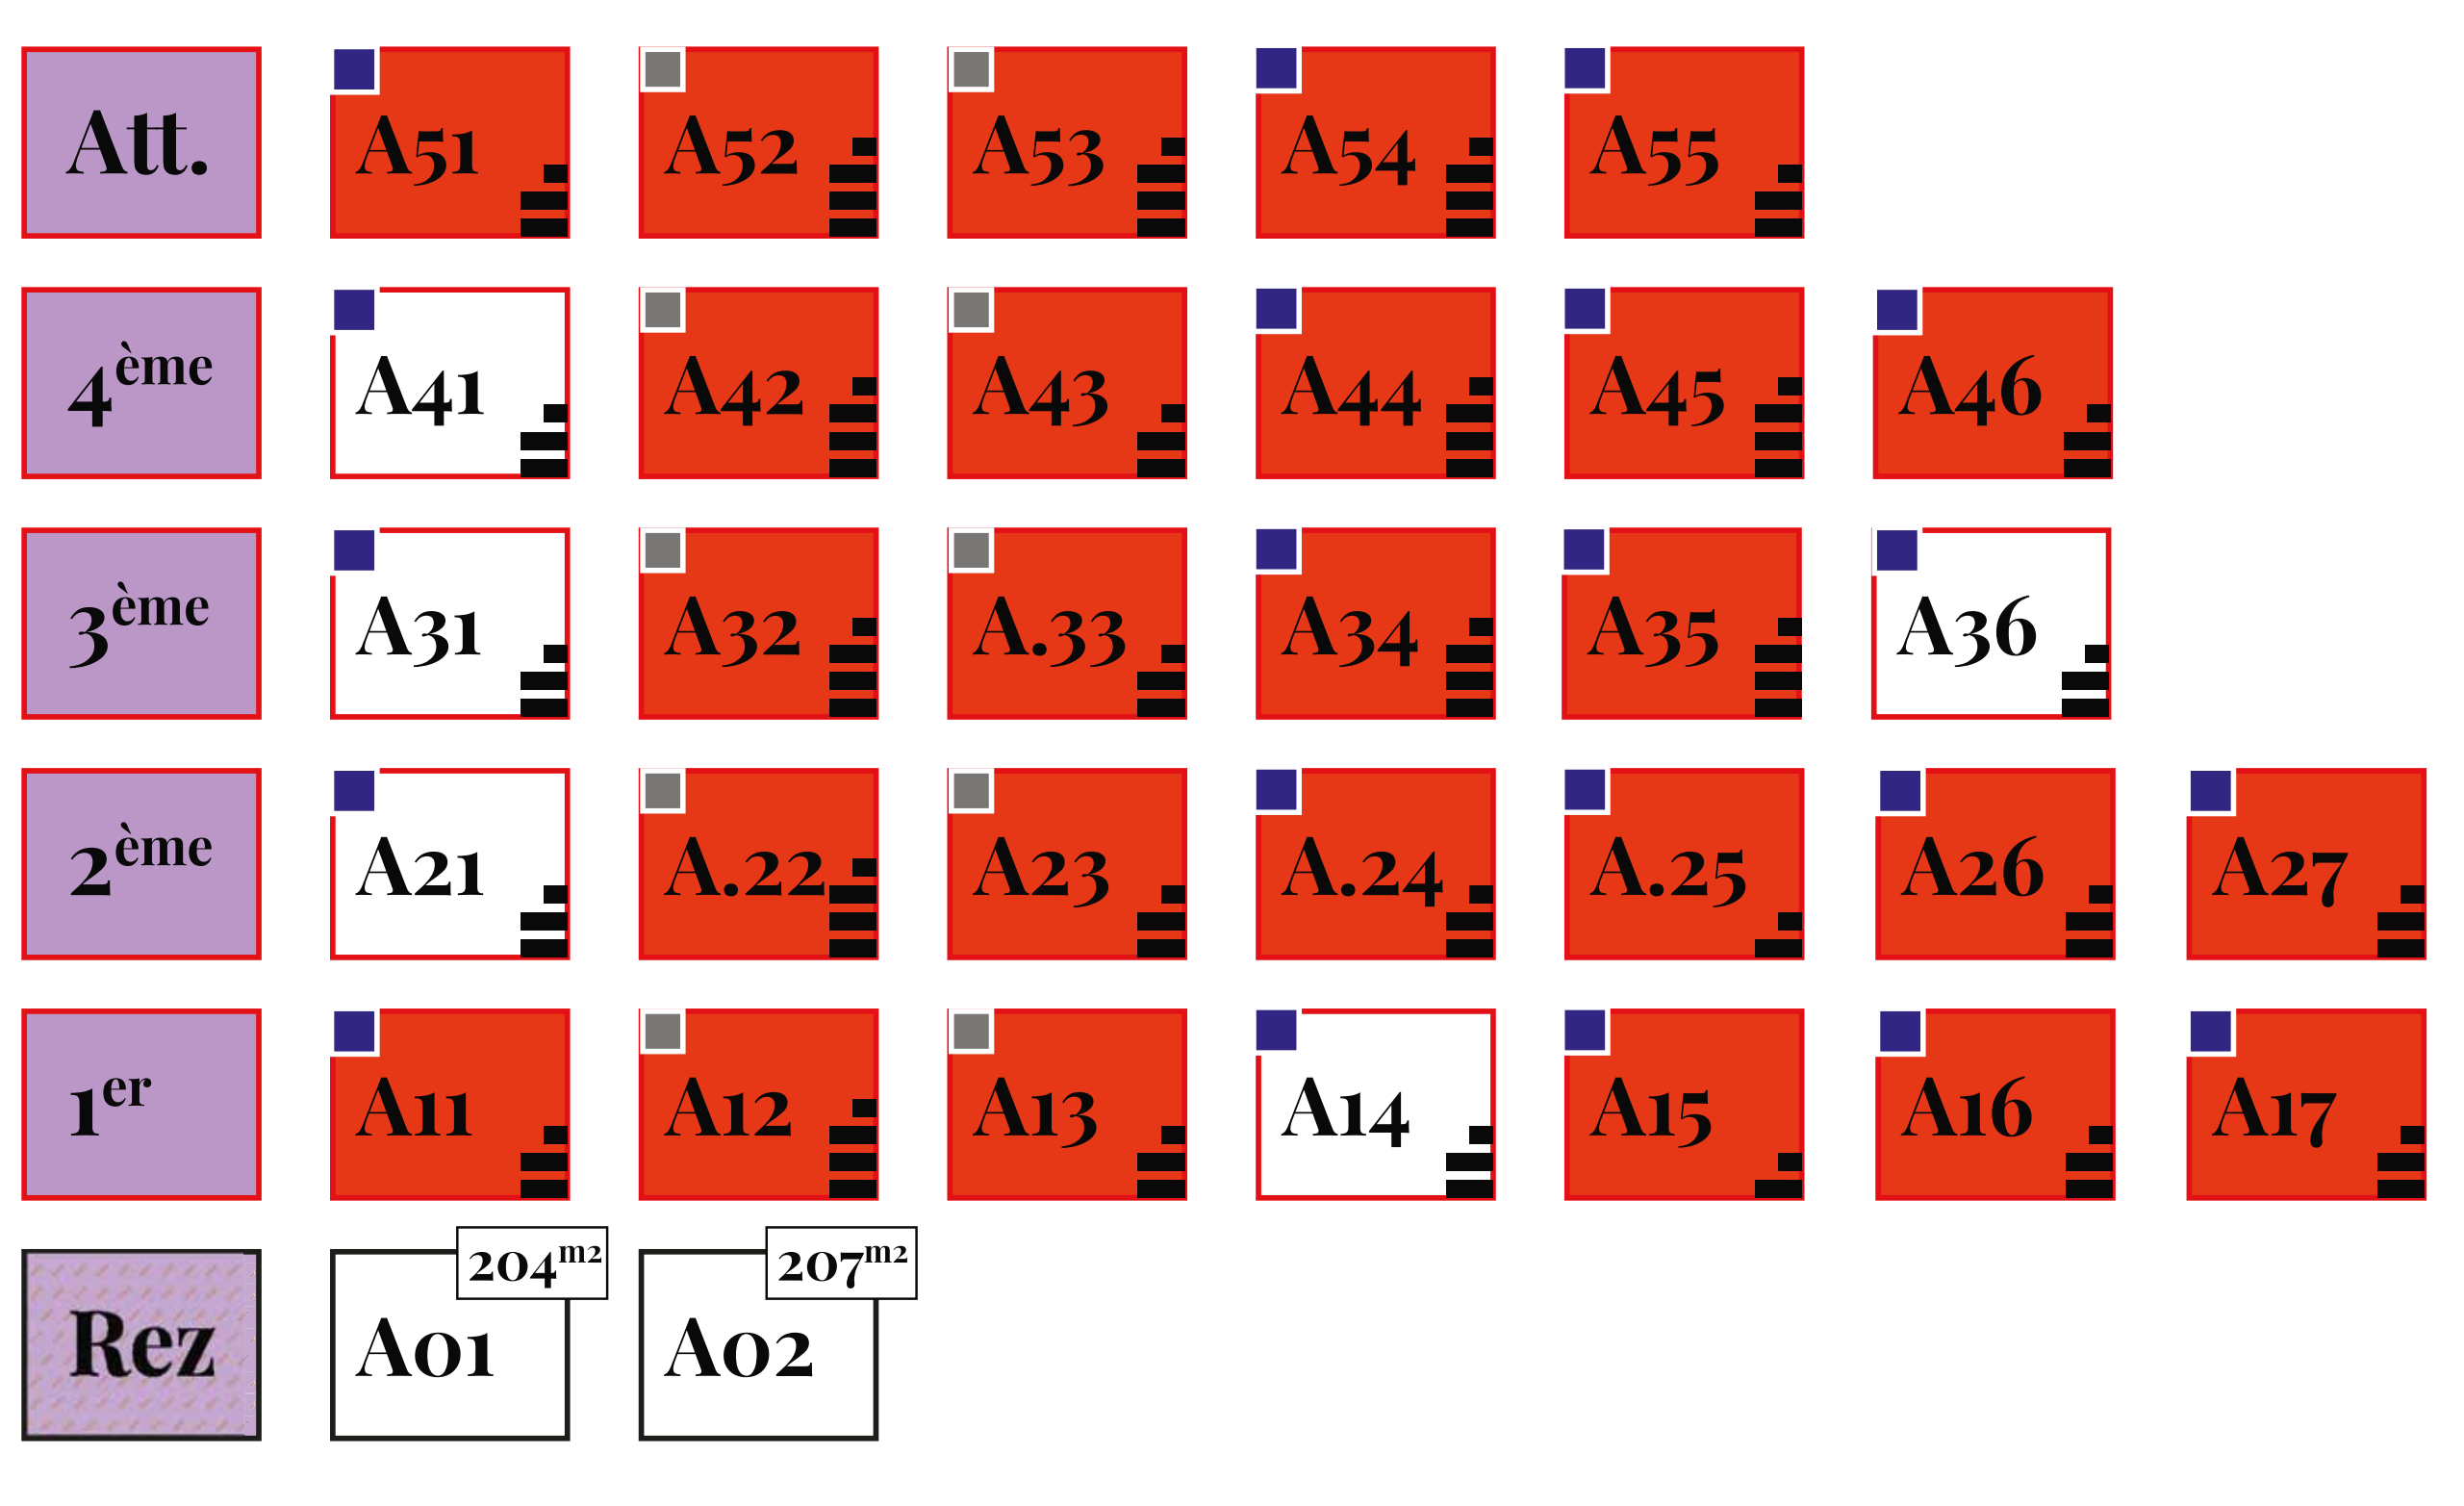 Att. A51 A52 A53 A54 A55
4ème A41 A42 A43 A44 A45 A46
3ème A31 A32 A.33 A34 A35 A36
2ème A21 A.22 A23 A.24 A.25 A26 A27
1er A11 A12 A13 A14 A15 A16 A17
204m2 207m2
Rez A01 A02